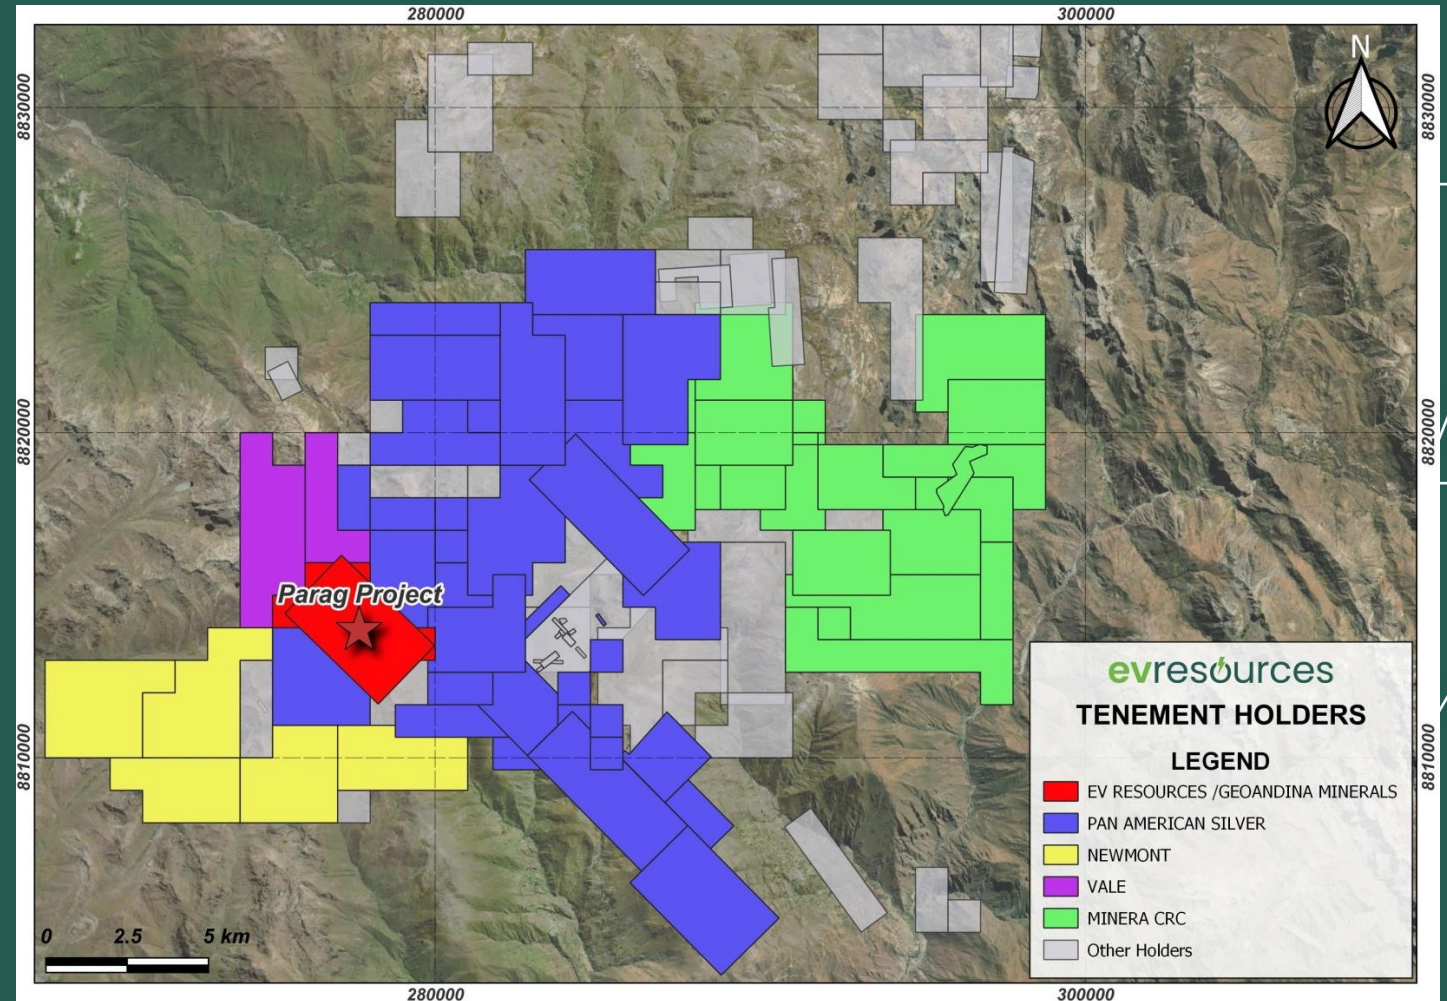 280000
300000
N
8830000
8830000
8820000
8820000
Parag Project
8810000
8810000
evresources
TENEMENT HOLDERS
LEGEND
EV RESOURCES /GEOANDINA MINERALS
PAN AMERICAN SILVER
NEWMONT
VALE
MINERA CRC
Other Holders
0 2.5 5 km
280000
300000